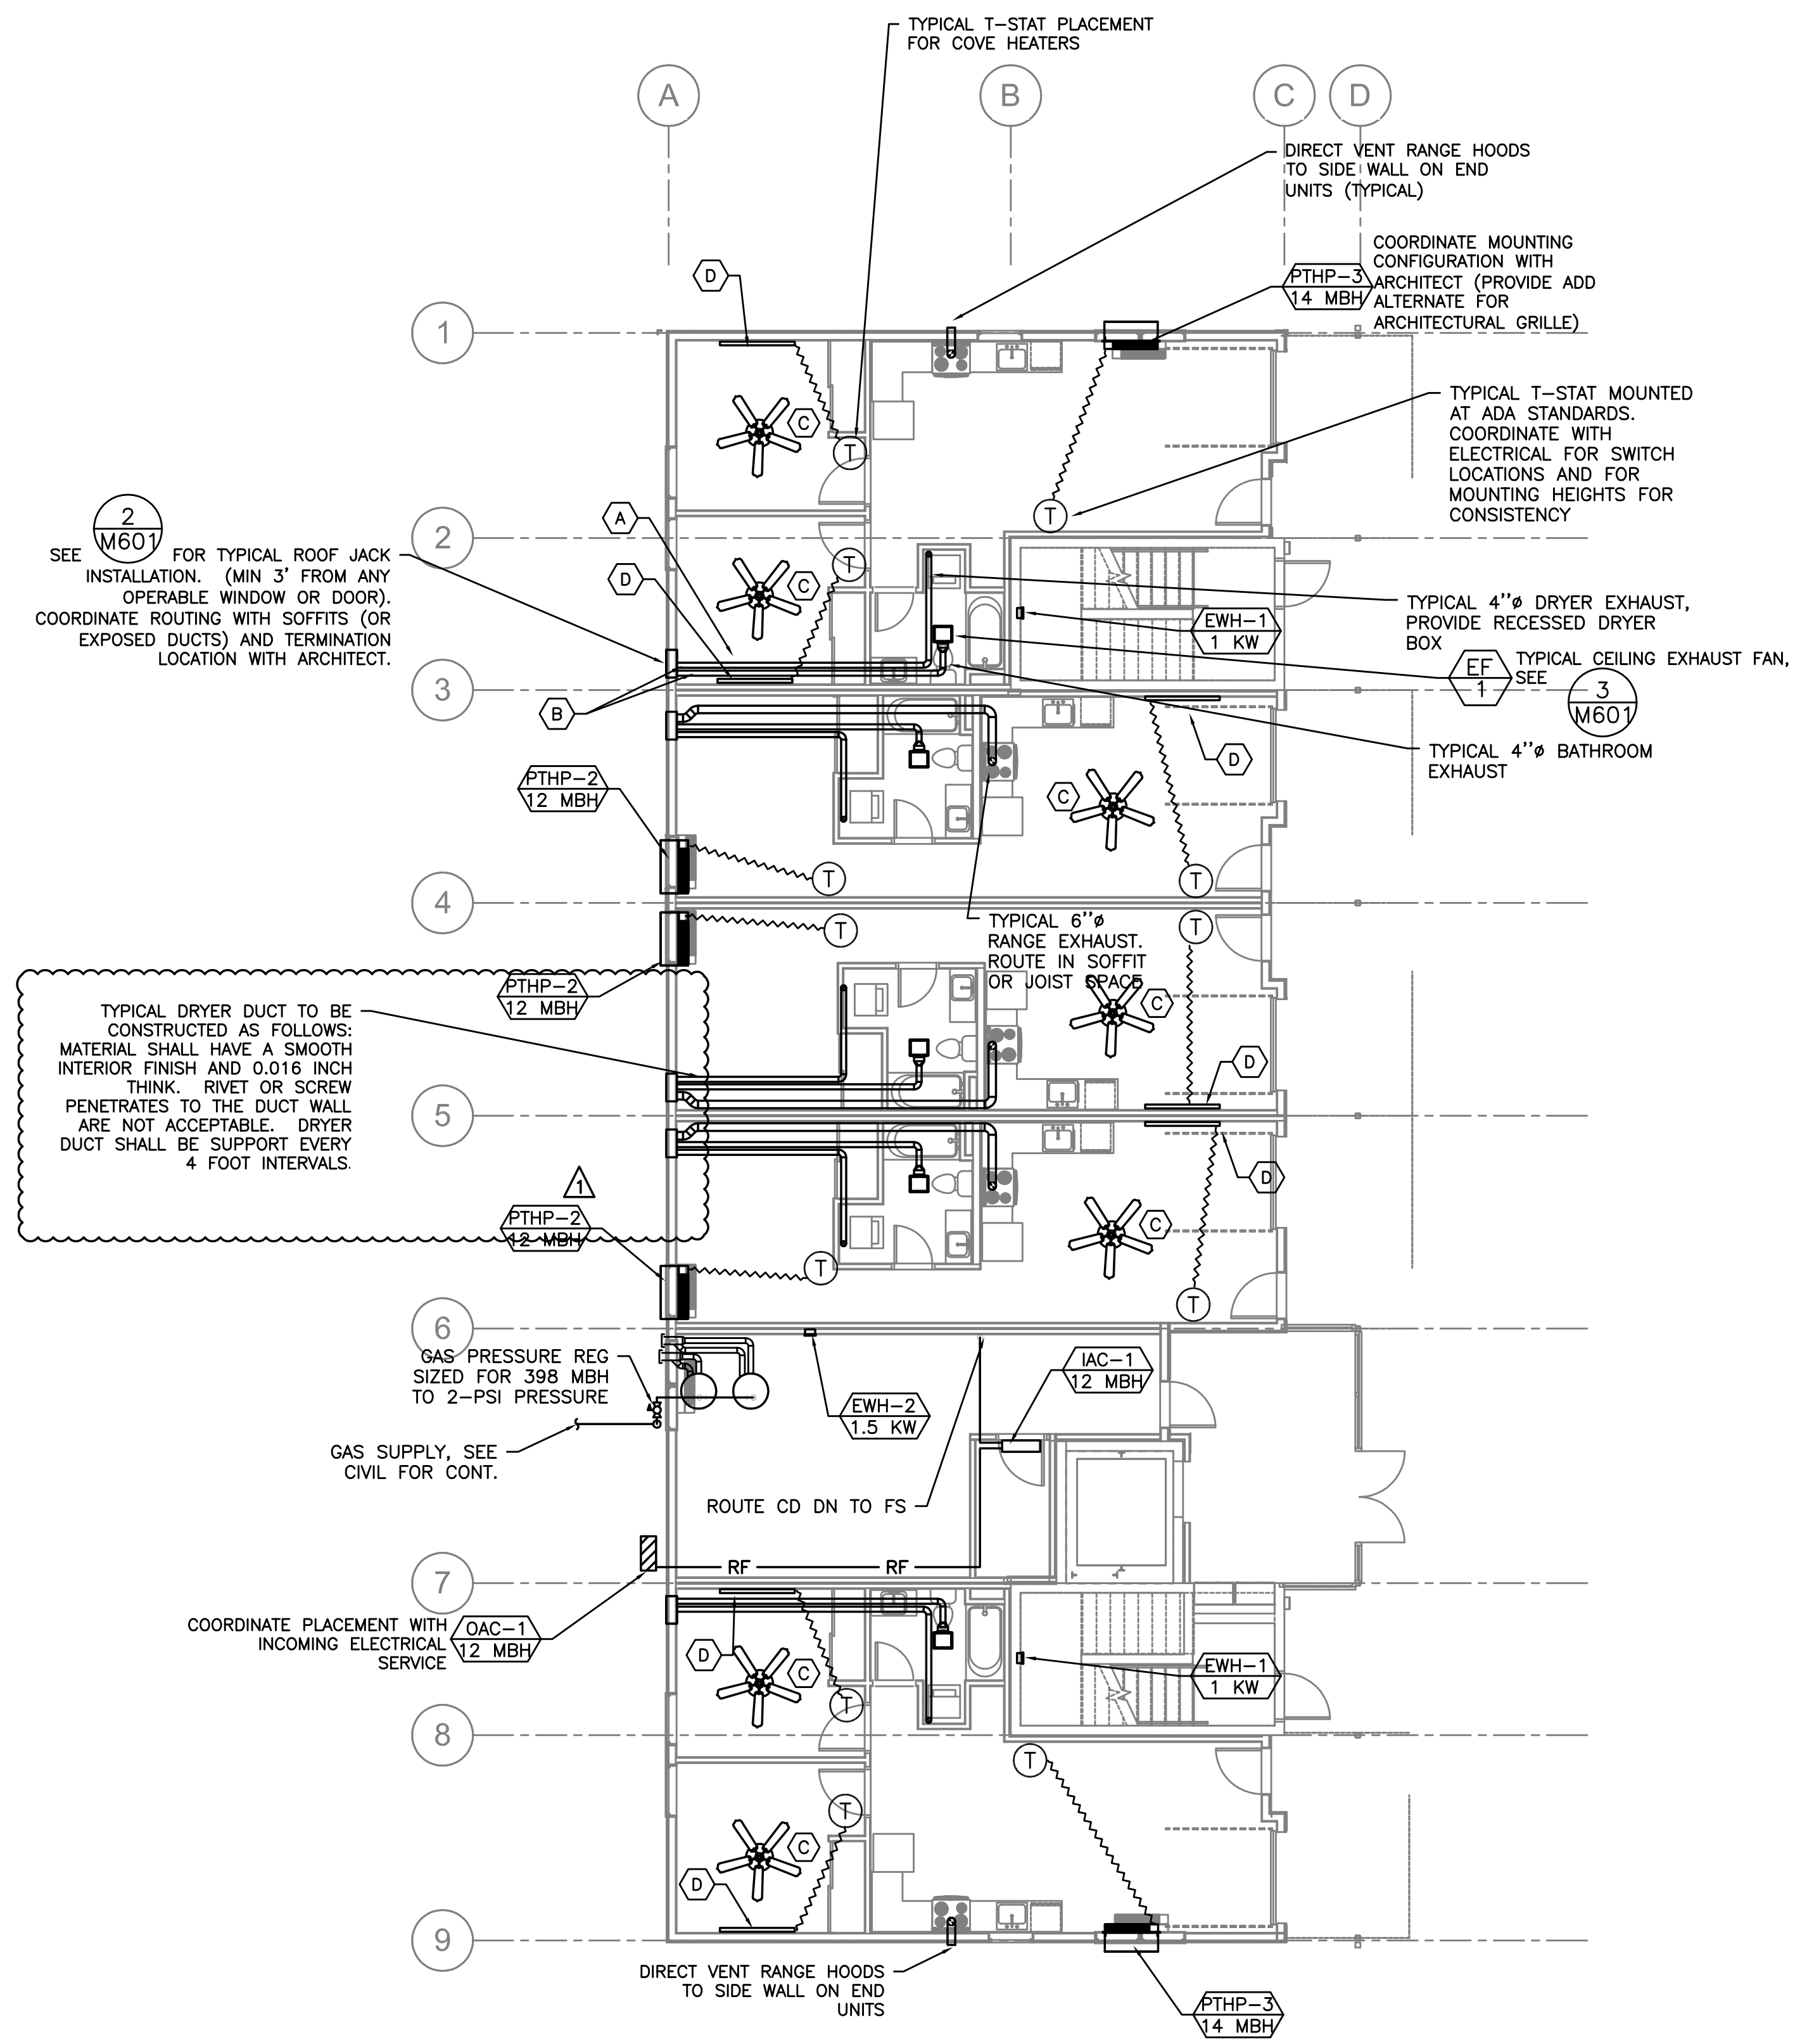 TYPICAL T-STAT PLACEMENT
FOR COVE HEATERS
A
B
C
D
DIRECT VENT RANGE HOODS
TO SIDE WALL ON END
UNITS (TYPICAL)
COORDINATE MOUNTING
CONFIGURATION WITH
ARCHITECT (PROVIDE ADD
ALTERNATE FOR
ARCHITECTURAL GRILLE)
PTHP-3
14 MBH
D
1
C
T
TYPICAL T-STAT MOUNTED
AT ADA STANDARDS.
COORDINATE WITH
ELECTRICAL FOR SWITCH
LOCATIONS AND FOR
MOUNTING HEIGHTS FOR
CONSISTENCY
T
A
2
M601
2
SEE FOR TYPICAL ROOF JACK
INSTALLATION. (MIN 3' FROM ANY
OPERABLE WINDOW OR DOOR).
COORDINATE ROUTING WITH SOFFITS (OR
EXPOSED DUCTS) AND TERMINATION
LOCATION WITH ARCHITECT.
D
T
C
TYPICAL 4''ø DRYER EXHAUST,
PROVIDE RECESSED DRYER
BOX
EWH-1
1 KW
EF
1
TYPICAL CEILING EXHAUST FAN,
SEE
3
M601
3
B
TYPICAL 4''ø BATHROOM
EXHAUST
D
PTHP-2
12 MBH
C
T
T
4
T
T
TYPICAL 6''ø
RANGE EXHAUST.
ROUTE IN SOFFIT
OR JOIST SPACE
PTHP-2
12 MBH
C
TYPICAL DRYER DUCT TO BE
CONSTRUCTED AS FOLLOWS:
MATERIAL SHALL HAVE A SMOOTH
INTERIOR FINISH AND 0.016 INCH
THINK. RIVET OR SCREW
PENETRATES TO THE DUCT WALL
ARE NOT ACCEPTABLE. DRYER
DUCT SHALL BE SUPPORT EVERY
4 FOOT INTERVALS.
D
5
D
1
PTHP-2
12 MBH
C
T
T
6
GAS PRESSURE REG
SIZED FOR 398 MBH
TO 2-PSI PRESSURE
IAC-1
12 MBH
EWH-2
1.5 KW
GAS SUPPLY, SEE
CIVIL FOR CONT.
ROUTE CD DN TO FS
RF
RF
7
COORDINATE PLACEMENT WITH
INCOMING ELECTRICAL
SERVICE
OAC-1
12 MBH
D
C
EWH-1
1 KW
T
8
T
T
C
D
9
DIRECT VENT RANGE HOODS
TO SIDE WALL ON END
UNITS
PTHP-3
14 MBH